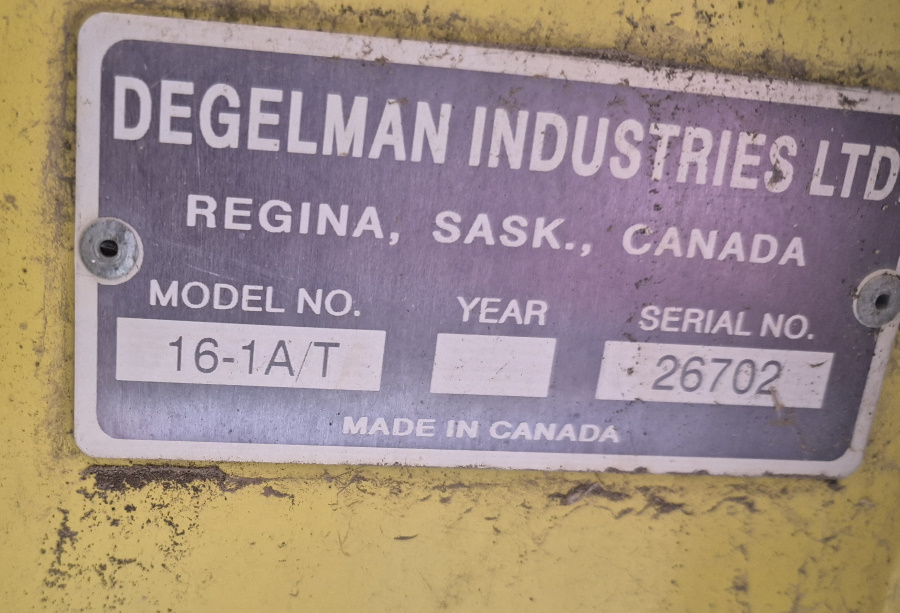 DEGELMAN INDUSTRIES LTD.
REGINA, SASK., CANADA
MODEL NO. YEAR SERIAL NO.
16-1A/T 26702
MADE IN CANADA